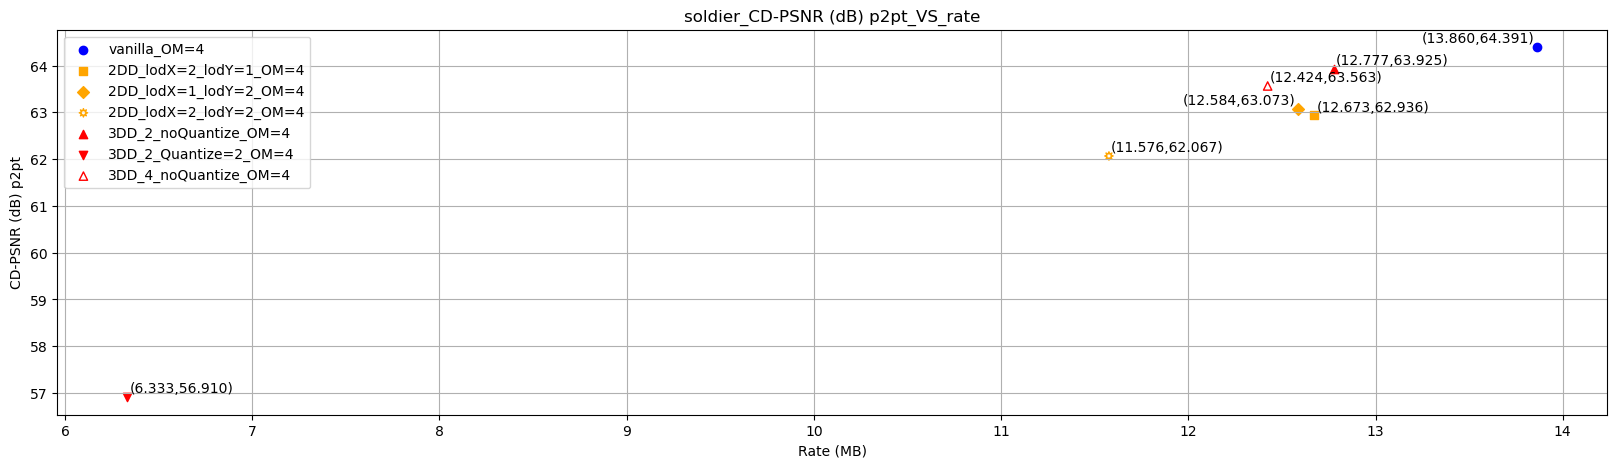 soldier_CD-PSNR (dB) p2pt_VS_rate
vanilla_OM=4
2DD_lodX=2_lodY=1_OM=4
2DD_lodX=1_lodY=2_OM=4
2DD_lodX=2_lodY=2_OM=4
3DD_2_noQuantize_OM=4
3DD_2_Quantize=2_OM=4
3DD_4_noQuantize_OM=4
(13.860,64.391)
(12.777,63.925)
(12.424,63.563)
(12.584,63.073)
(12.673,62.936)
(11.576,62.067)
(6.333,56.910)
CD-PSNR (dB) p2pt
64
63
62
61
60
59
58
57
6 7 8 9 10 11 12 13 14
Rate (MB)